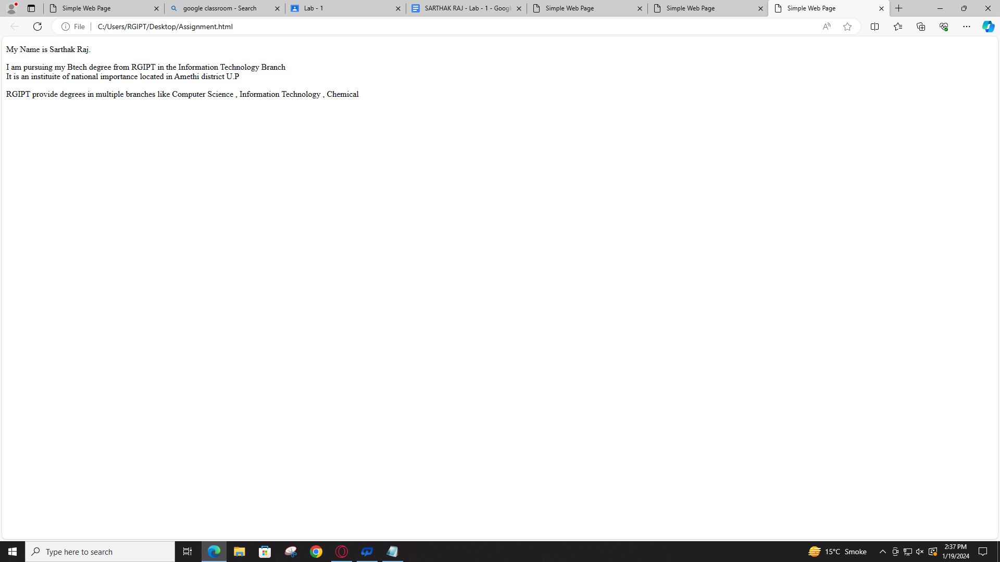 Simple Web Page
google classroom - Search
Lab - 1
SARTHAK RAJ - Lab - 1 - Googl
Simple Web Page
Simple Web Page
Simple Web Page
File
C:/Users/RGIPT/Desktop/Assignment.html
My Name is Sarthak Raj.
I am pursuing my Btech degree from RGIPT in the Information Technology Branch
It is an instituite of national importance located in Amethi district U.P
RGIPT provide degrees in multiple branches like Computer Science , Information Technology , Chemical
Type here to search
15°C Smoke
2:37 PM
1/19/2024